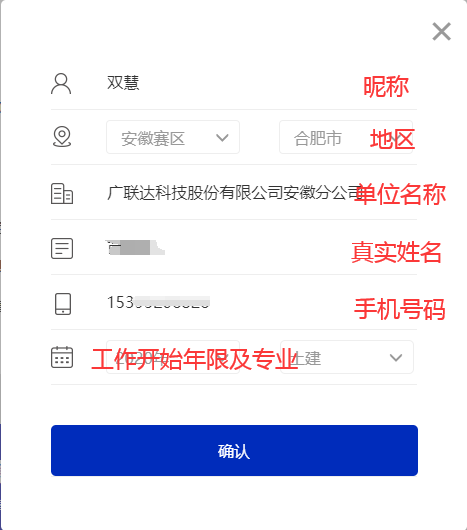 双慧 昵称
安徽赛区 合肥市 地区
广联达科技股份有限公司安徽分公司 单位名称
真实姓名
153 手机号码
工作开始年限及专业 土建
确认